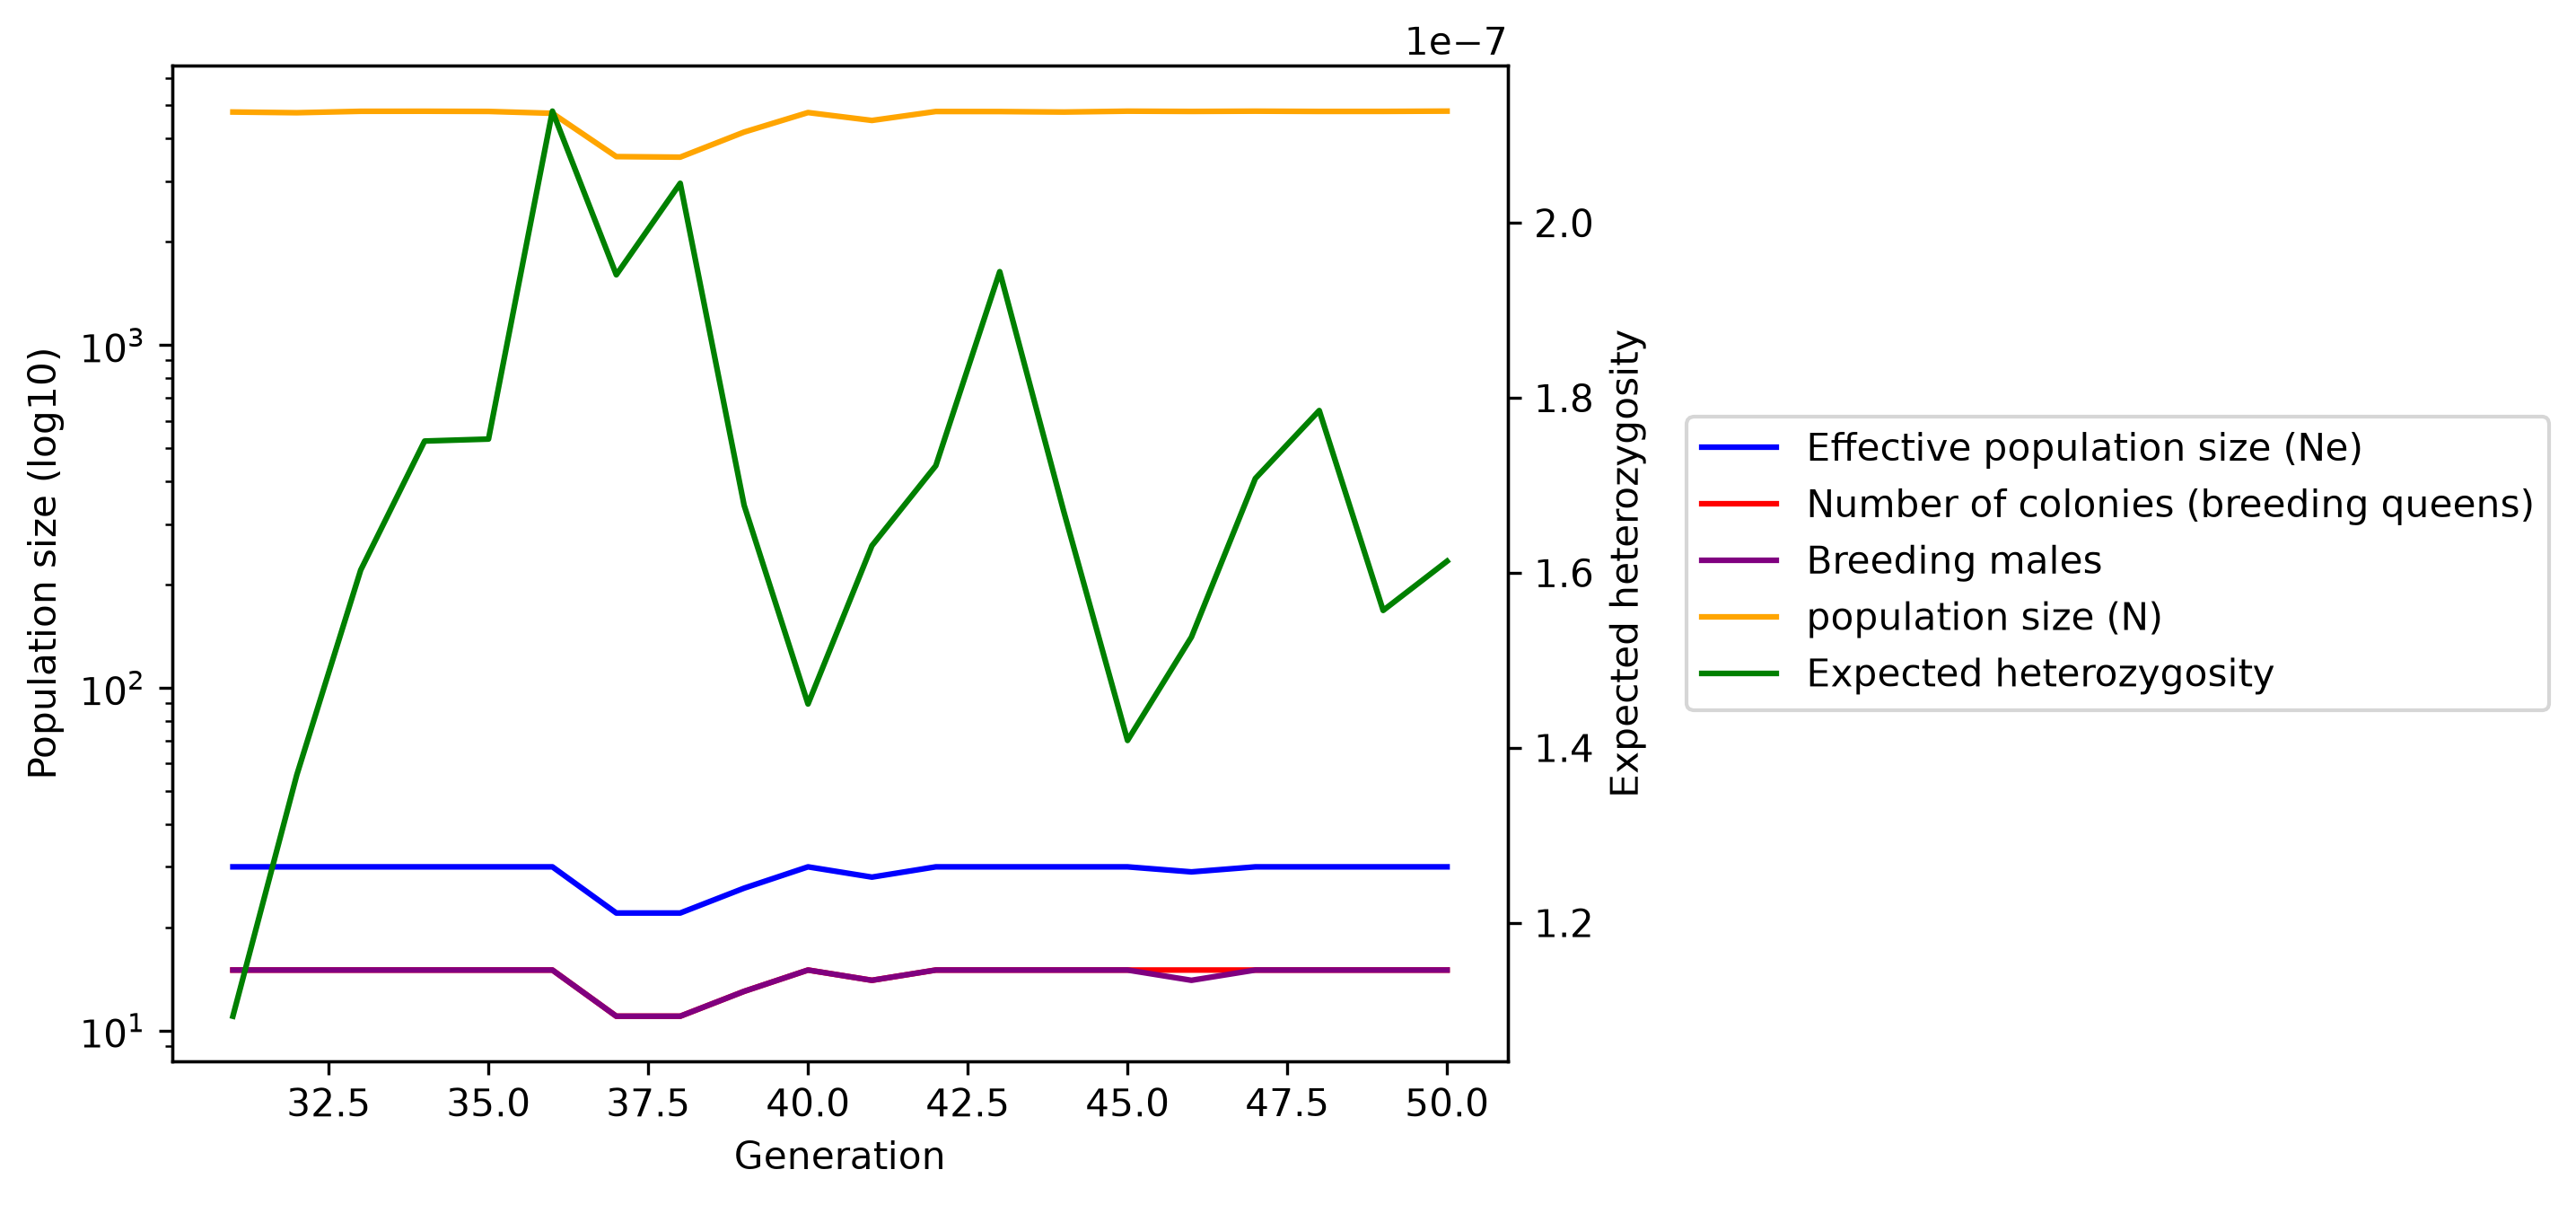 1e−7
Population size (log10)
10³
10²
10¹
2.0
1.8
1.6
1.4
1.2
Expected heterozygosity
32.5 35.0 37.5 40.0 42.5 45.0 47.5 50.0
Generation
Effective population size (Ne)
Number of colonies (breeding queens)
Breeding males
population size (N)
Expected heterozygosity